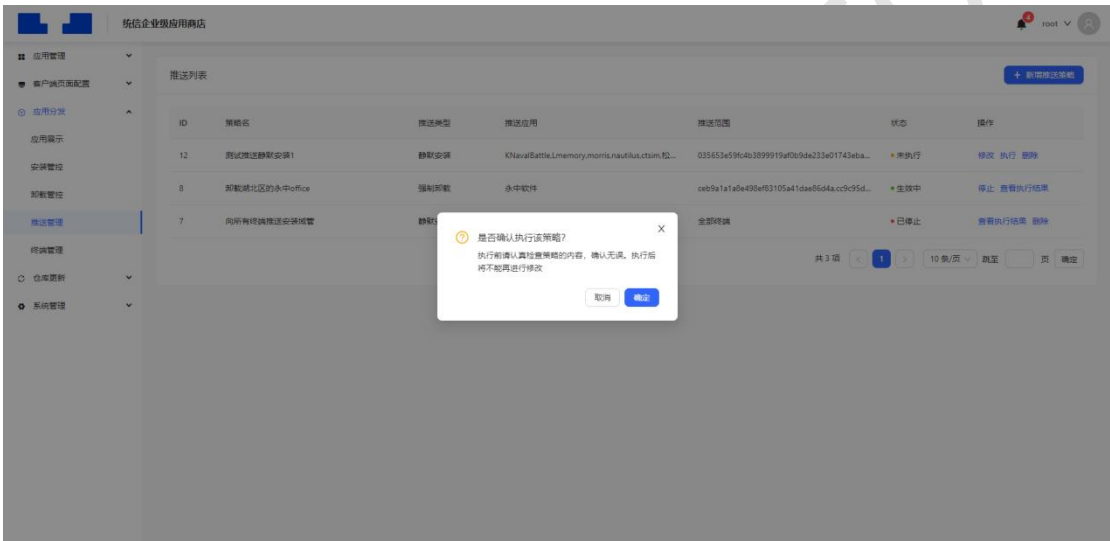 统信企业级应用商店
4
root
应用管理
客户端页面配置
应用分发
应用展示
安装管控
卸载管控
推送管理
终端管理
仓库更新
系统管理
推送列表
+ 新增推送策略
ID 策略名 推送类型 推送应用 推送范围 状态 操作
12 测试推送静默安装1 静默安装 KNavalBattle,Lmemory,morris,nautilus,ctsim,松... 035653e59fc4b3899919af0b9de233e01743eba... 未执行 修改 执行 删除
8 卸载湖北区的永中office 强制卸载 永中软件 ceb9a1a1a8e498ef83105a41dae86d4a,cc9c95d... 生效中 停止 查看执行结果
7 向所有终端推送安装域管 静默 全部终端 已停止 查看执行结果 删除
是否确认执行该策略?
执行前请认真检查策略的内容，确认无误。执行后
将不能再进行修改
取消 确定
共 3 项 < 1 > 10 条/页 跳至 页 确定